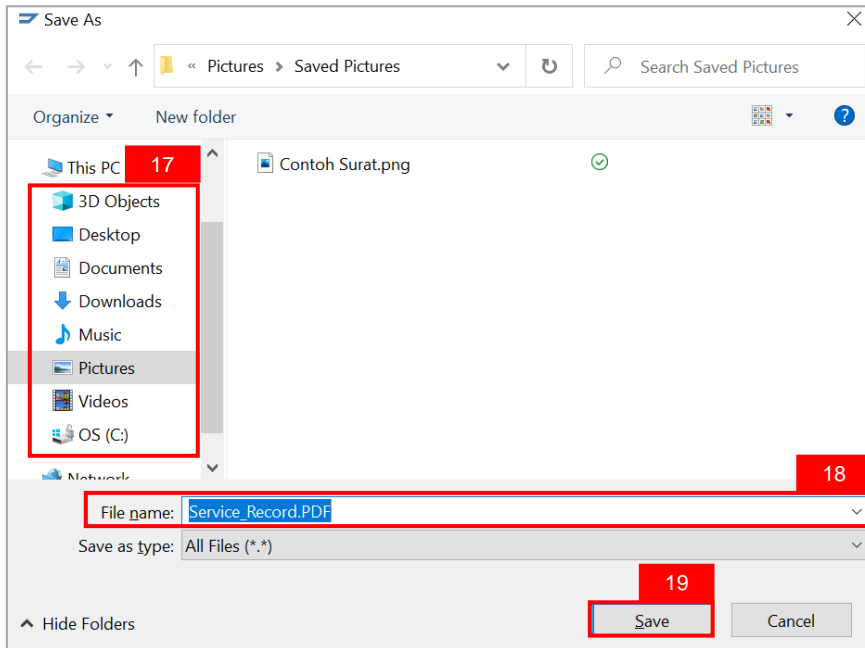 Save As
« Pictures > Saved Pictures
Search Saved Pictures
Organize
New folder
?
This PC
17
Contoh Surat.png
3D Objects
Desktop
Documents
Downloads
Music
Pictures
Videos
OS (C:)
Network
18
File name: Service_Record.PDF
Save as type: All Files (*.*)
19
Hide Folders
Save
Cancel